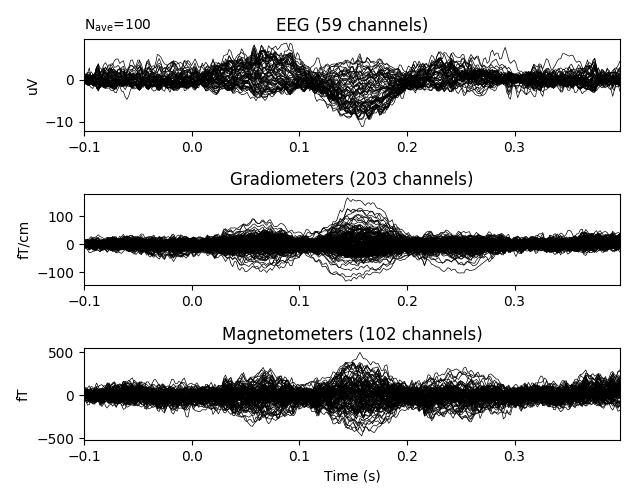 N_ave=100
EEG (59 channels)
0
−10
uV
−0.1 0.0 0.1 0.2 0.3
Gradiometers (203 channels)
100
0
−100
fT/cm
−0.1 0.0 0.1 0.2 0.3
Magnetometers (102 channels)
500
0
−500
fT
−0.1 0.0 0.1 0.2 0.3
Time (s)